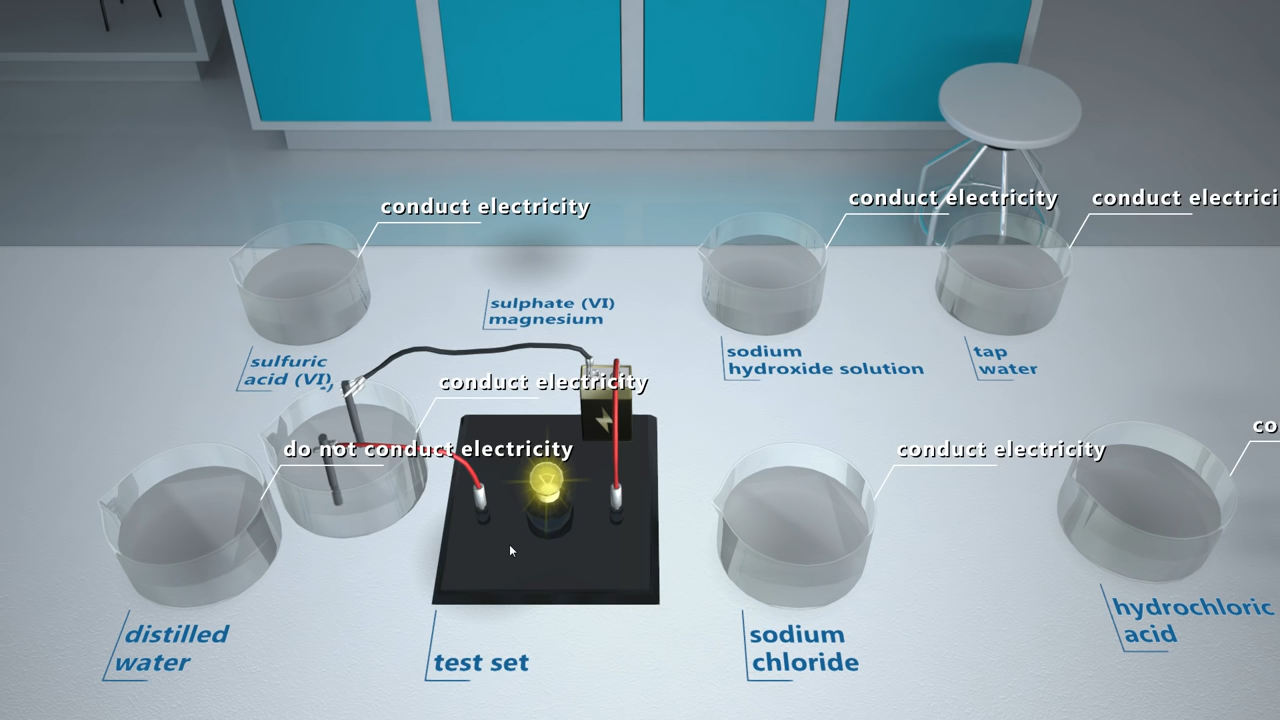 conduct electricity
conduct electricity
conduct electrici
sulphate (VI)
magnesium
sulfuric
acid (VI)
sodium
hydroxide solution
tap
water
conduct electricity
do not conduct electricity
conduct electricity
co
distilled
water
test set
sodium
chloride
hydrochloric
acid